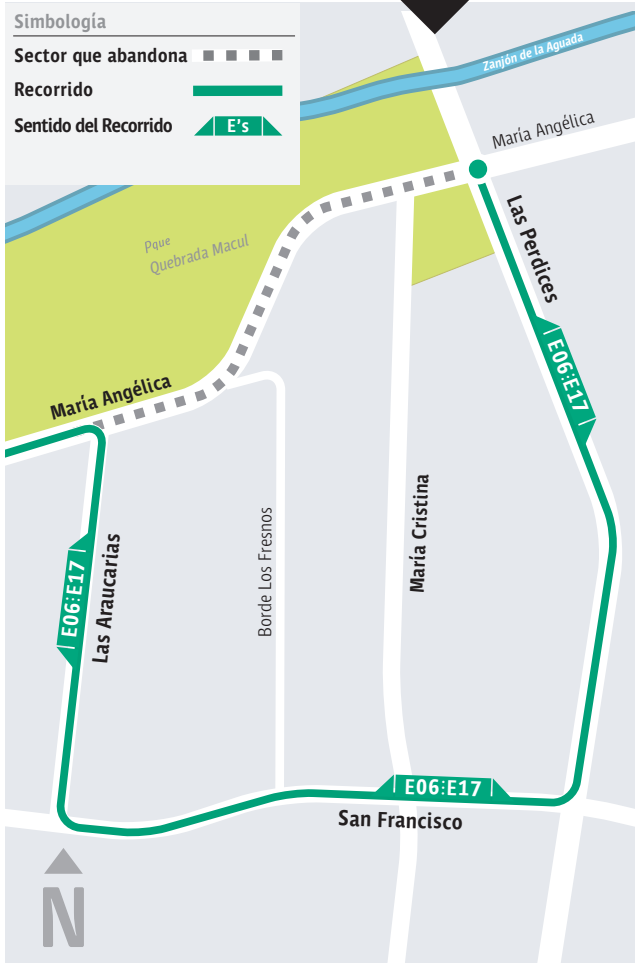 Simbología
Sector que abandona
Recorrido
Sentido del Recorrido
E's
Zanjón de la Aguada
María Angélica
Las Perdices
Pque
Quebrada Macul
E06:E17
María Angélica
María Cristina
Borde Los Fresnos
Las Araucarias
E06:E17
E06:E17
San Francisco
N